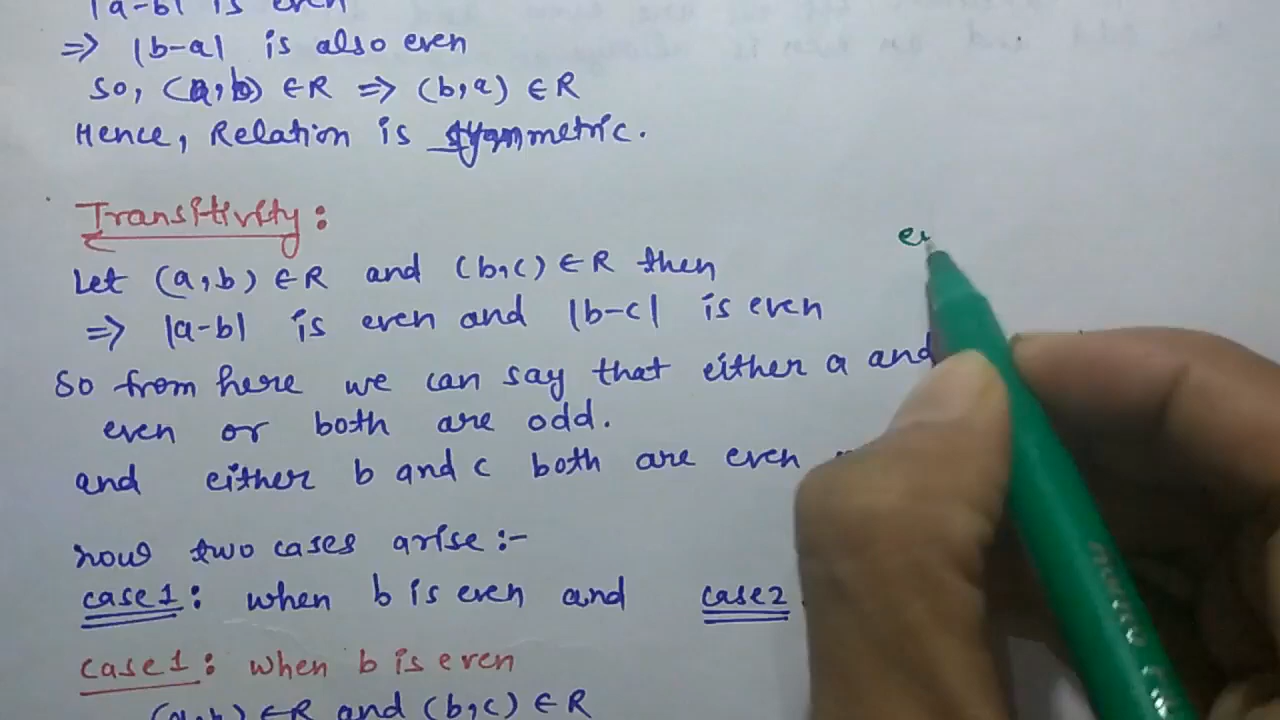 |a-b| is even
⇒ |b-a| is also even
So, (a,b) ∈ R ⇒ (b,a) ∈ R
Hence, Relation is symmetric.
Transitivity:
Let (a,b) ∈ R and (b,c) ∈ R then
⇒ |a-b| is even and |b-c| is even
So from here we can say that either a and
even or both are odd.
and either b and c both are even
now two cases arise :-
case1: when b is even and case2
case1: when b is even
(a,b) ∈ R and (b,c) ∈ R